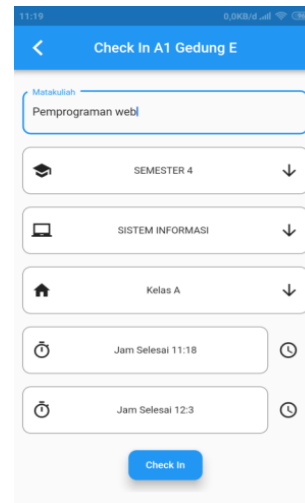 11:19
0,0KB/d
Check In A1 Gedung E
Matakuliah
Pemprograman web
SEMESTER 4
SISTEM INFORMASI
Kelas A
Jam Selesai 11:18
Jam Selesai 12:3
Check In